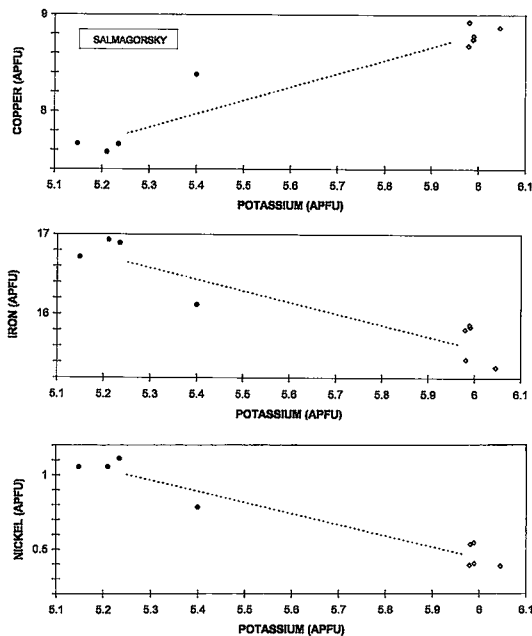 9
SALMAGORSKY
COPPER (APFU)
8
5.1 5.2 5.3 5.4 5.5 5.6 5.7 5.8 5.9 6 6.1
POTASSIUM (APFU)
17
IRON (APFU)
16
5.1 5.2 5.3 5.4 5.5 5.6 5.7 5.8 5.9 6 6.1
POTASSIUM (APFU)
1
NICKEL (APFU)
0.5
5.1 5.2 5.3 5.4 5.5 5.6 5.7 5.8 5.9 6 6.1
POTASSIUM (APFU)